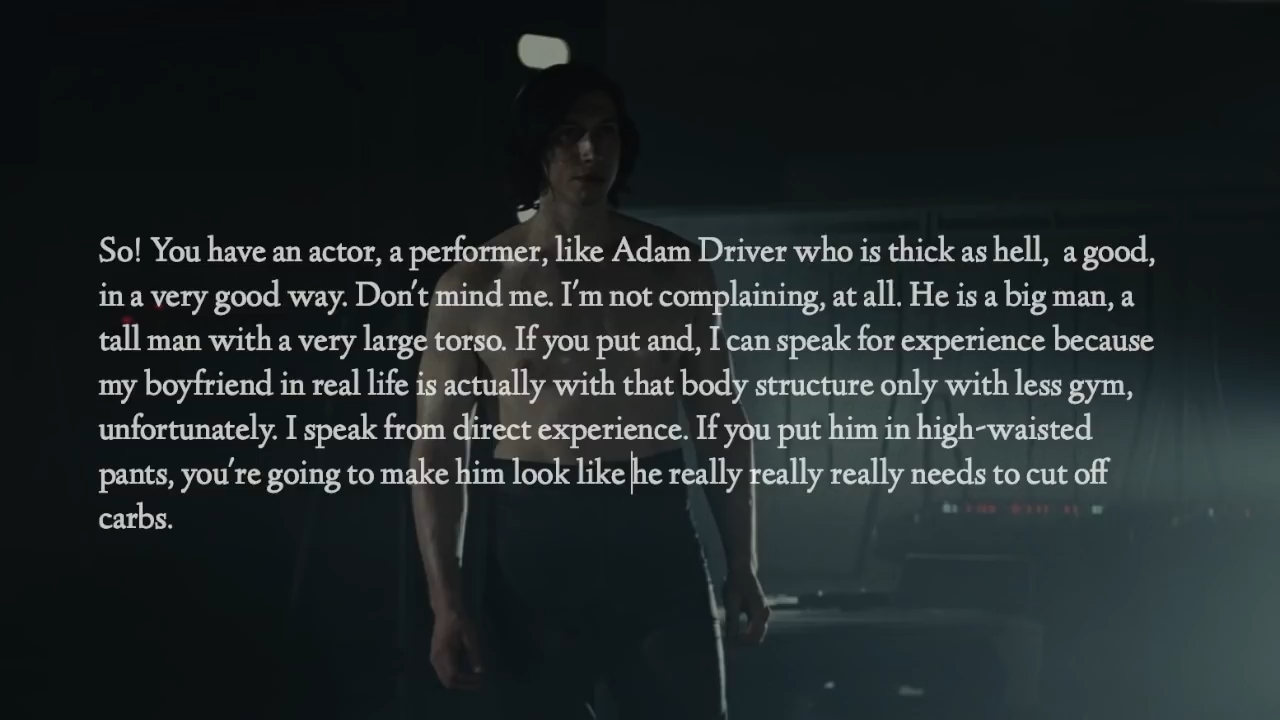 So! You have an actor, a performer, like Adam Driver who is thick as hell,  a good,
in a very good way. Don't mind me. I'm not complaining, at all. He is a big man, a
tall man with a very large torso. If you put and, I can speak for experience because
my boyfriend in real life is actually with that body structure only with less gym,
unfortunately. I speak from direct experience. If you put him in high-waisted
pants, you're going to make him look like he really really really needs to cut off
carbs.